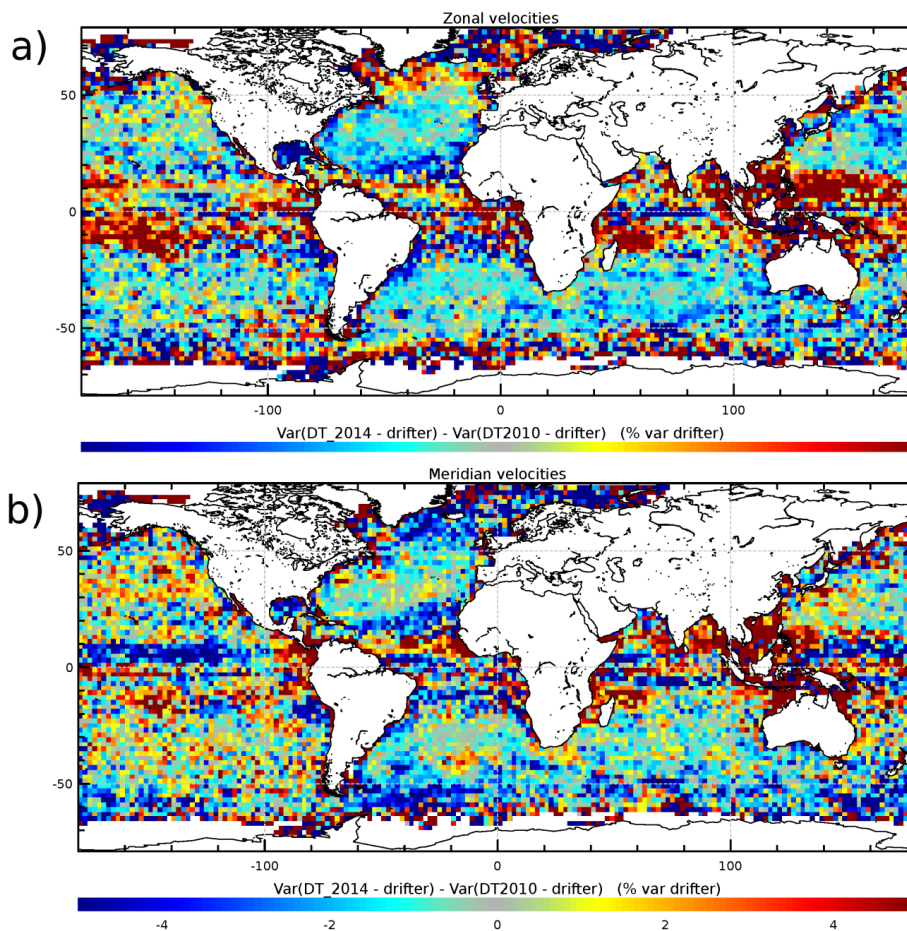 Zonal velocities
a)
50
0
-50
-100
0
100
Var(DT_2014 - drifter) - Var(DT2010 - drifter) (% var drifter)
Meridian velocities
b)
50
0
-50
-100
0
100
Var(DT_2014 - drifter) - Var(DT2010 - drifter) (% var drifter)
-4
-2
0
2
4